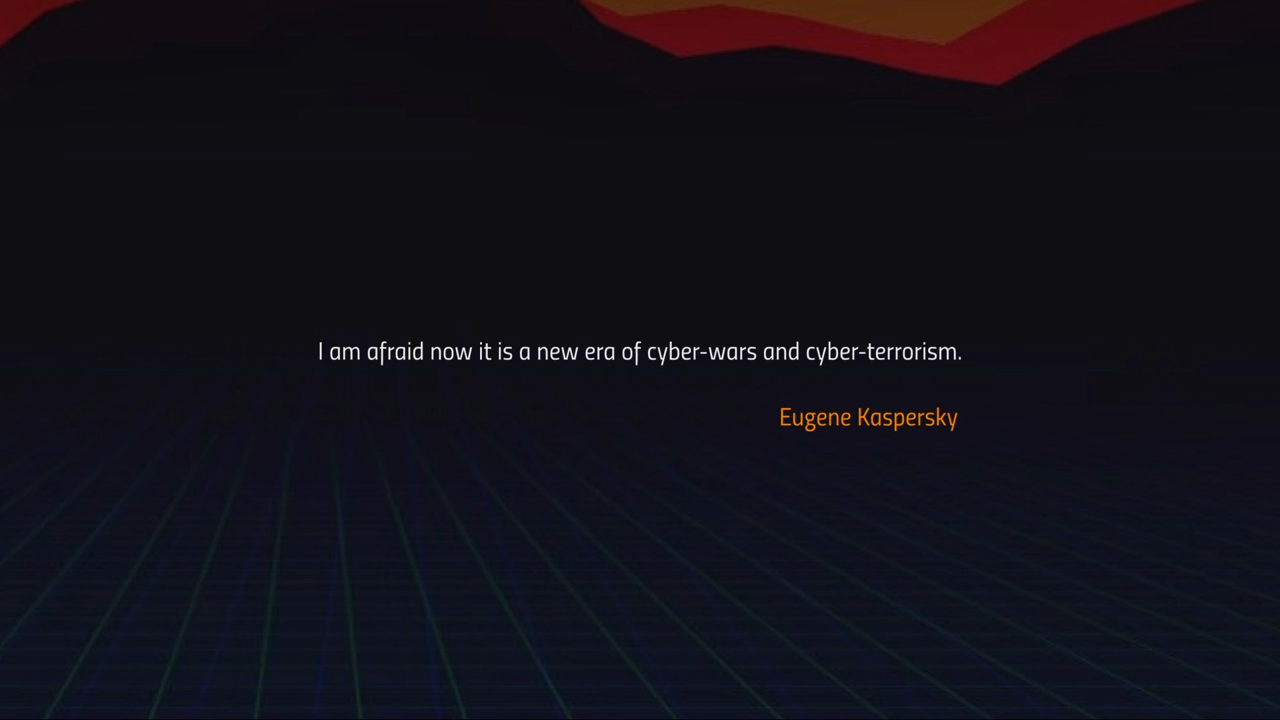 I am afraid now it is a new era of cyber-wars and cyber-terrorism.
Eugene Kaspersky